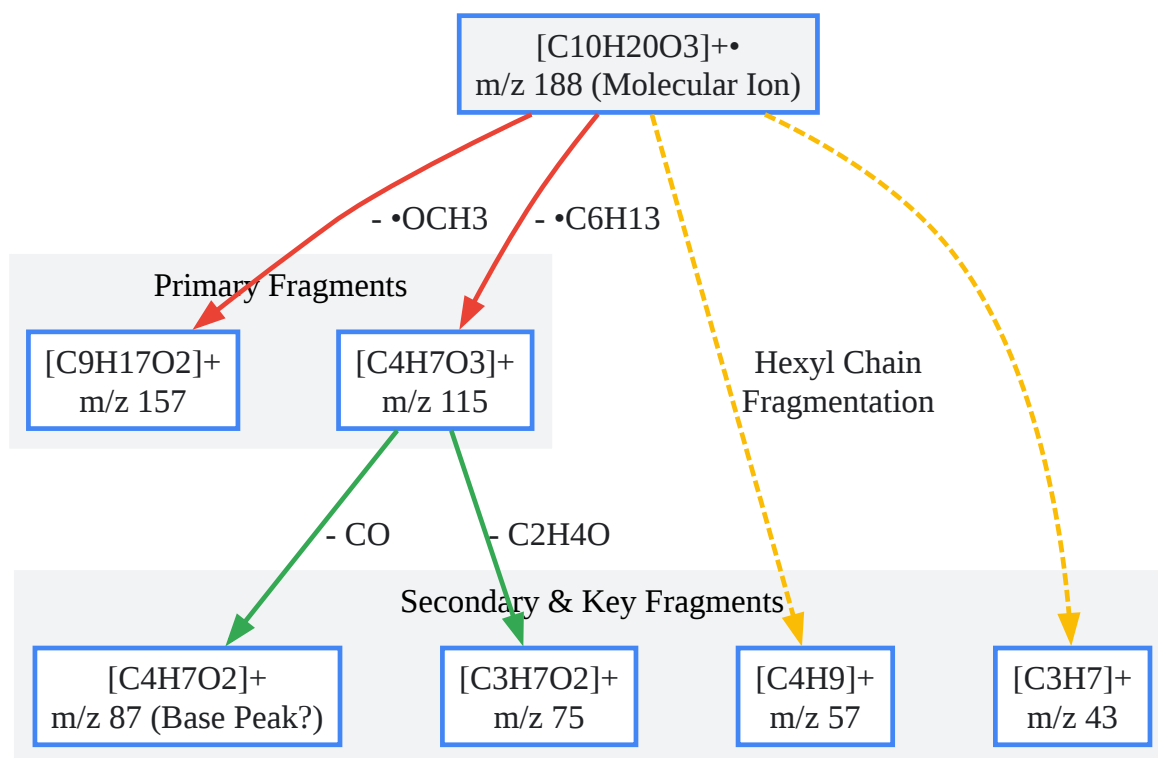 [C10H20O3]+•
m/z 188 (Molecular Ion)
- •OCH3
- •C6H13
Primary Fragments
[C9H17O2]+
m/z 157
[C4H7O3]+
m/z 115
Hexyl Chain
Fragmentation
- CO
- C2H4O
Secondary & Key Fragments
[C4H7O2]+
m/z 87 (Base Peak?)
[C3H7O2]+
m/z 75
[C4H9]+
m/z 57
[C3H7]+
m/z 43